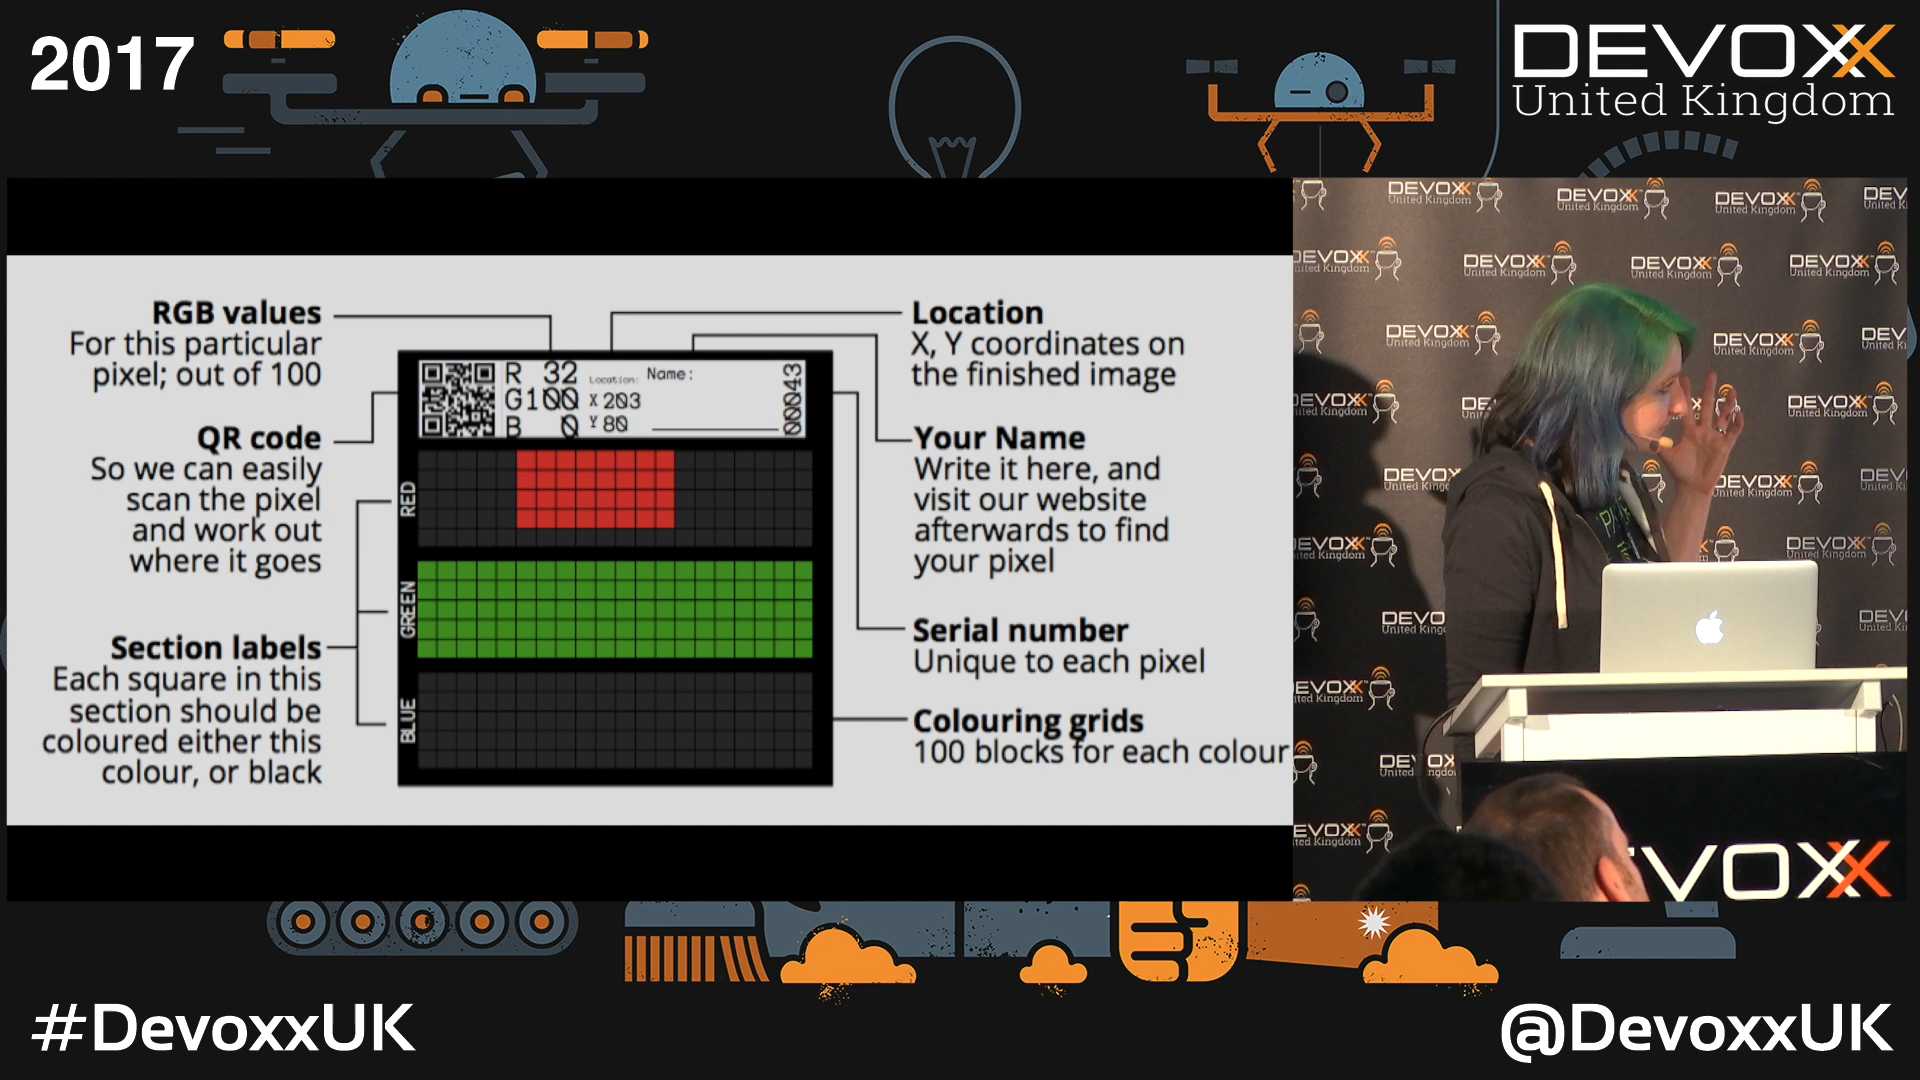 2017
DEVOXX
United Kingdom
RGB values
For this particular
pixel; out of 100
QR code
So we can easily
scan the pixel
and work out
where it goes
Section labels
Each square in this
section should be
coloured either this
colour, or black
R 32
G100
B 0
Location:
X 203
Y 80
Name:
00043
RED
GREEN
BLUE
Location
X, Y coordinates on
the finished image
Your Name
Write it here, and
visit our website
afterwards to find
your pixel
Serial number
Unique to each pixel
Colouring grids
100 blocks for each colour
DEVOXX
United Kingdom
VOXX
#DevoxxUK
@DevoxxUK